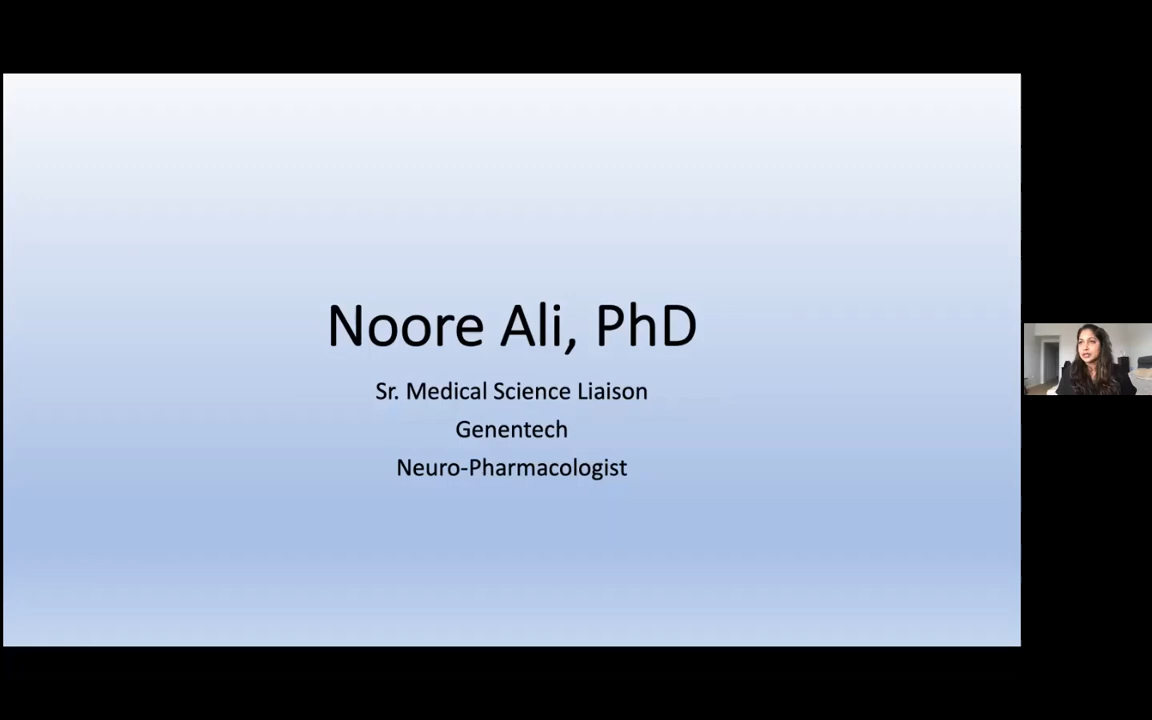 Noore Ali, PhD
Sr. Medical Science Liaison
Genentech
Neuro-Pharmacologist